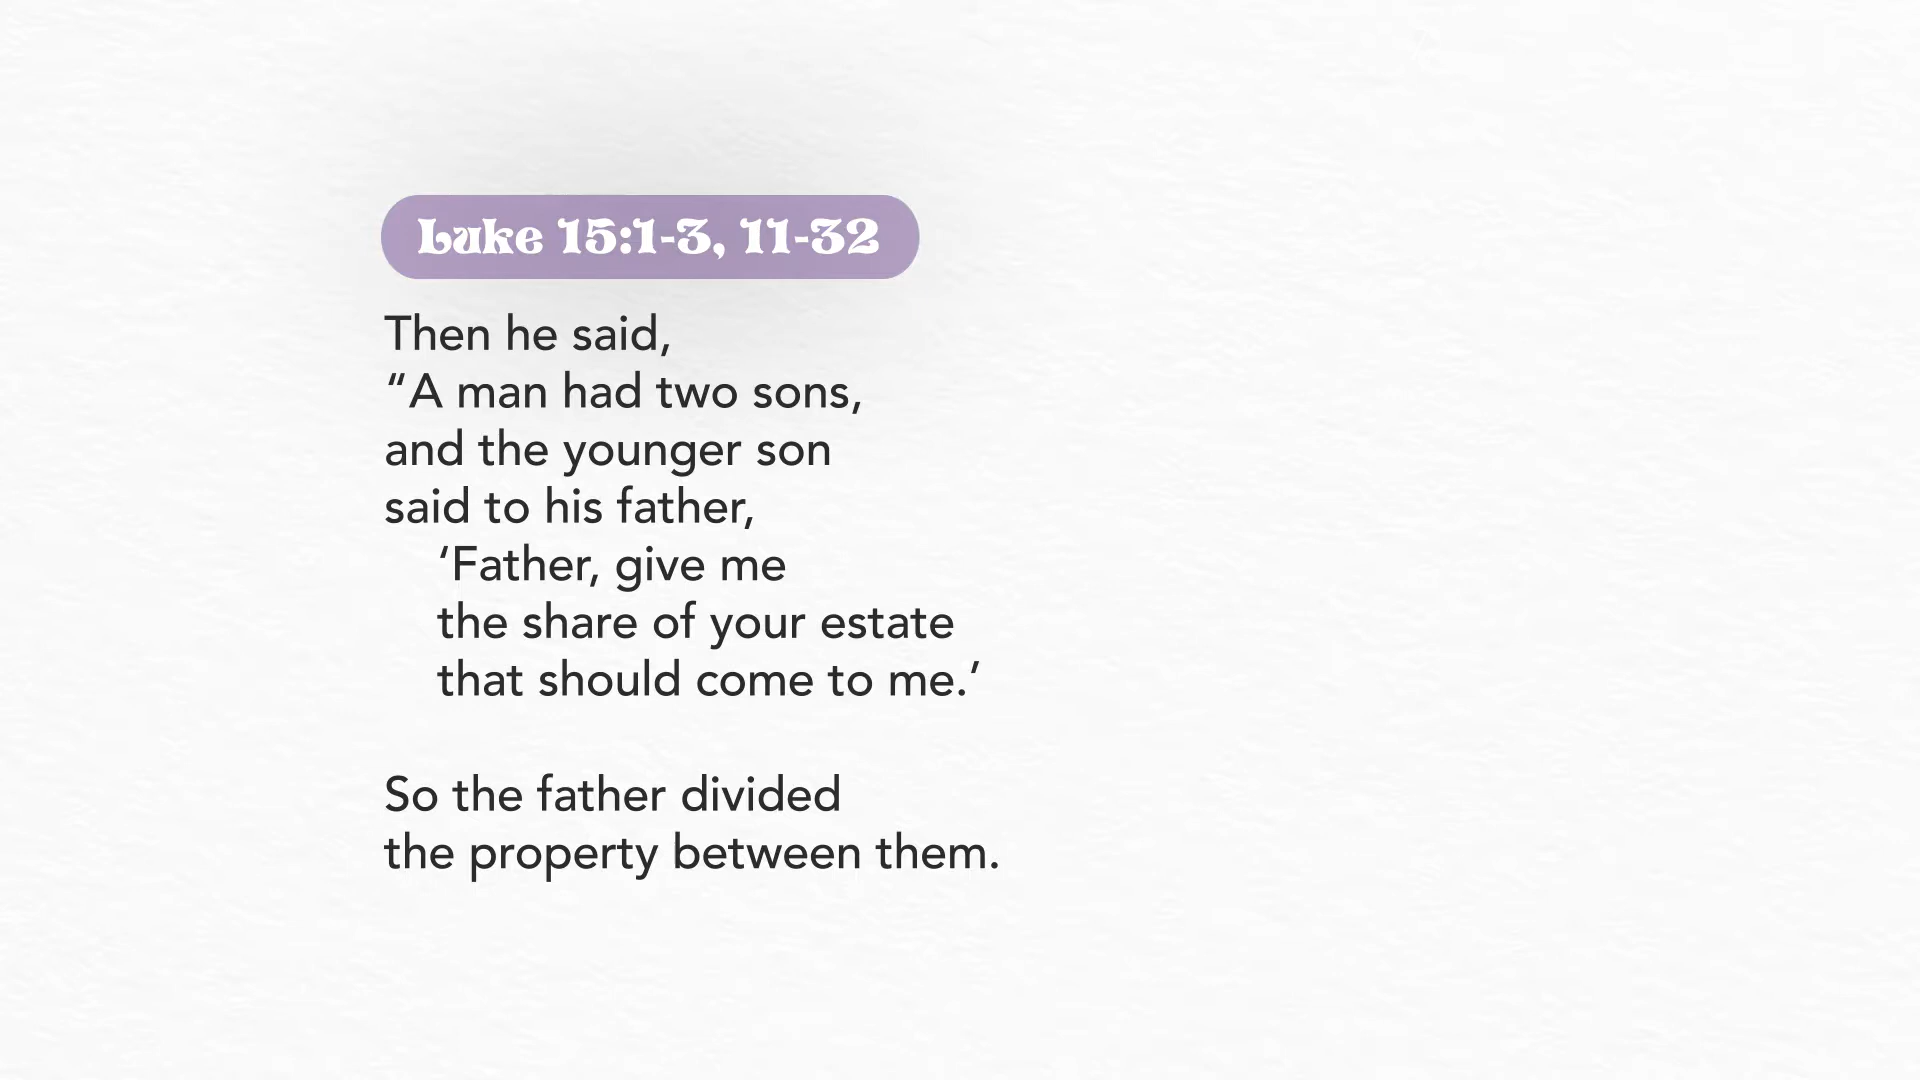 Luke 15:1-3, 11-32
Then he said,
“A man had two sons,
and the younger son
said to his father,
‘Father, give me
the share of your estate
that should come to me.’
So the father divided
the property between them.